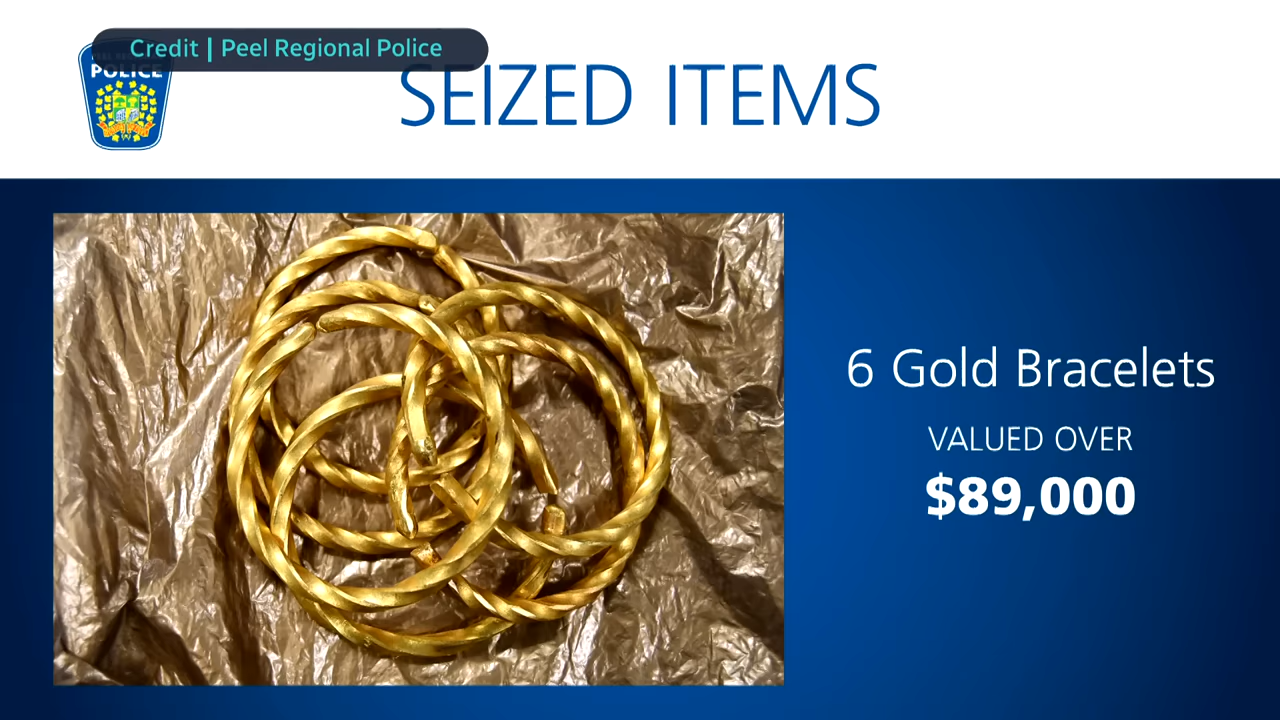 Credit | Peel Regional Police
POLICE
SEIZED ITEMS
6 Gold Bracelets
VALUED OVER
$89,000